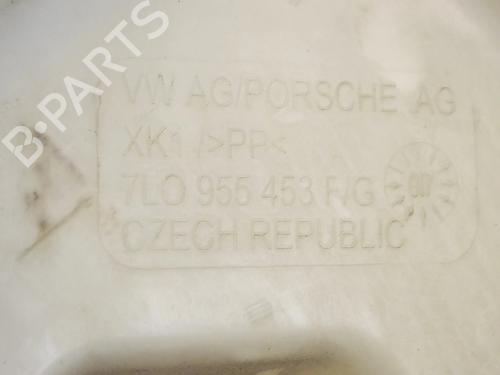 VW AG/PORSCHE AG
XK1 />PP<
7L0 955 453 F/G
CZECH REPUBLIC
B-PARTS